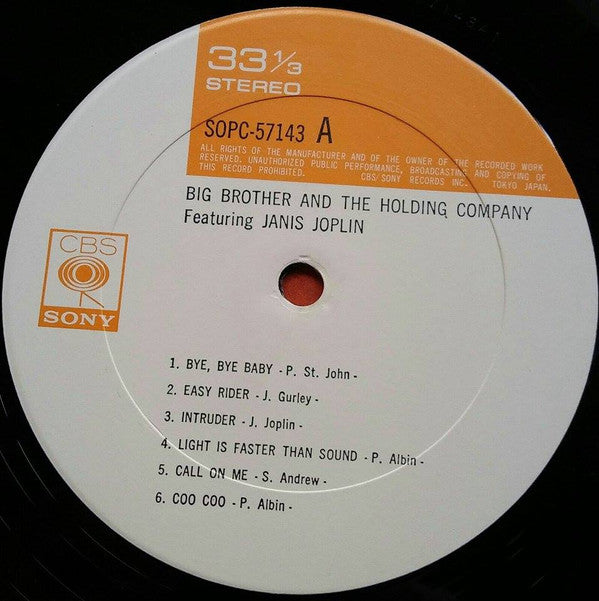 33 1/3
STEREO
SOPC-57143 A
ALL RIGHTS OF THE MANUFACTURER AND OF THE OWNER OF THE RECORDED WORK
RESERVED. UNAUTHORIZED PUBLIC PERFORMANCE, BROADCASTING AND COPYING OF
THIS RECORD PROHIBITED. CBS/SONY RECORDS INC. TOKYO JAPAN.
BIG BROTHER AND THE HOLDING COMPANY
Featuring JANIS JOPLIN
CBS
SONY
1. BYE, BYE BABY - P. St. John -
2. EASY RIDER - J. Gurley -
3. INTRUDER - J. Joplin -
4. LIGHT IS FASTER THAN SOUND - P. Albin -
5. CALL ON ME - S. Andrew -
6. COO COO - P. Albin -